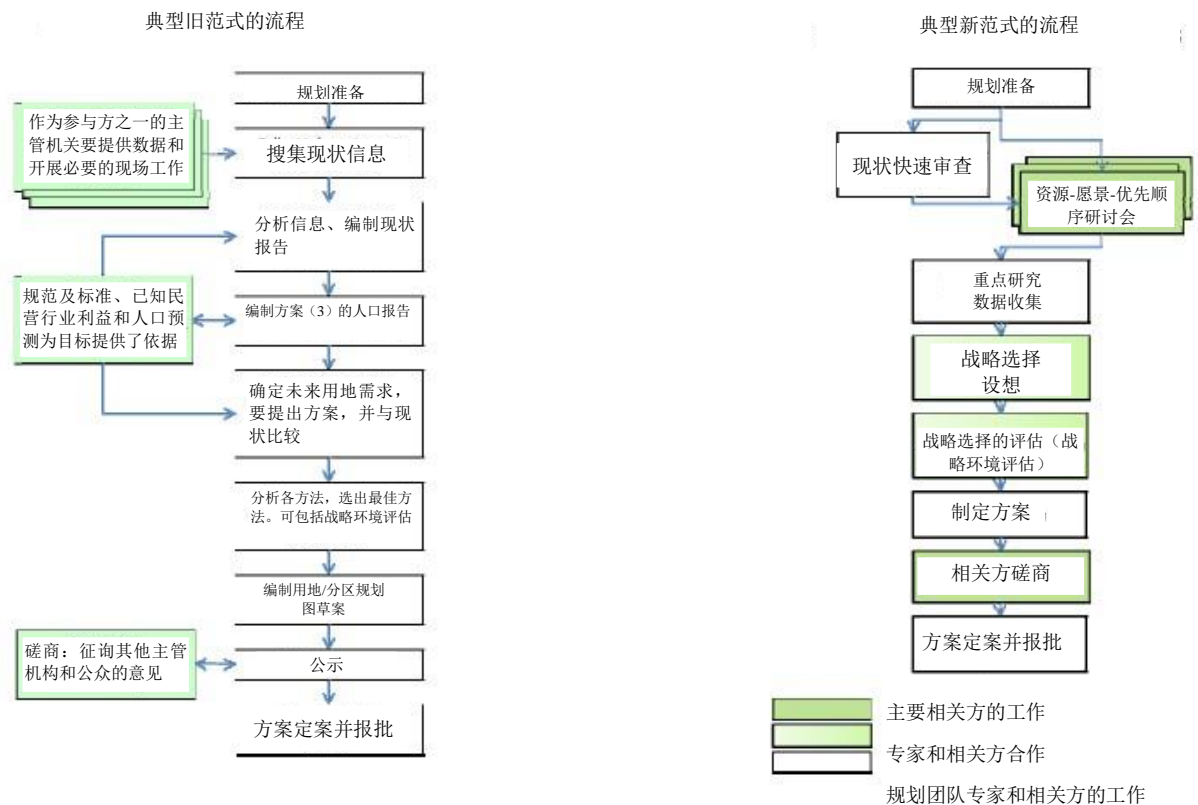 典型旧范式的流程
规划准备
作为参与方之一的主
管机关要提供数据和
开展必要的现场工作
搜集现状信息
分析信息、编制现状
报告
规范及标准、已知民
营行业利益和人口预
测为目标提供了依据
编制方案（3）的人口报告
确定未来用地需求，
要提出方案，并与现
状比较
分析各方法，选出最佳方
法。可包括战略环境评估
编制用地/分区规划
图草案
磋商：征询其他主管
机构和公众的意见
公示
方案定案并报批
典型新范式的流程
规划准备
现状快速审查
资源-愿景-优先顺
序研讨会
重点研究
数据收集
战略选择
设想
战略选择的评估（战
略环境评估）
制定方案
相关方磋商
方案定案并报批
主要相关方的工作
专家和相关方合作
规划团队专家和相关方的工作